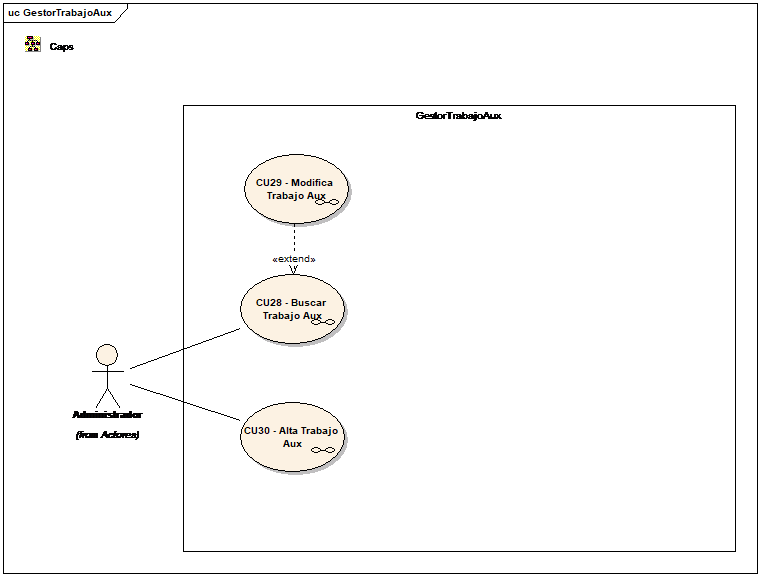 uc GestorTrabajoAux
Caps
GestorTrabajoAux
CU29 - Modifica
Trabajo Aux
«extend»
CU28 - Buscar
Trabajo Aux
Administrador
(from Actores)
CU30 - Alta Trabajo
Aux